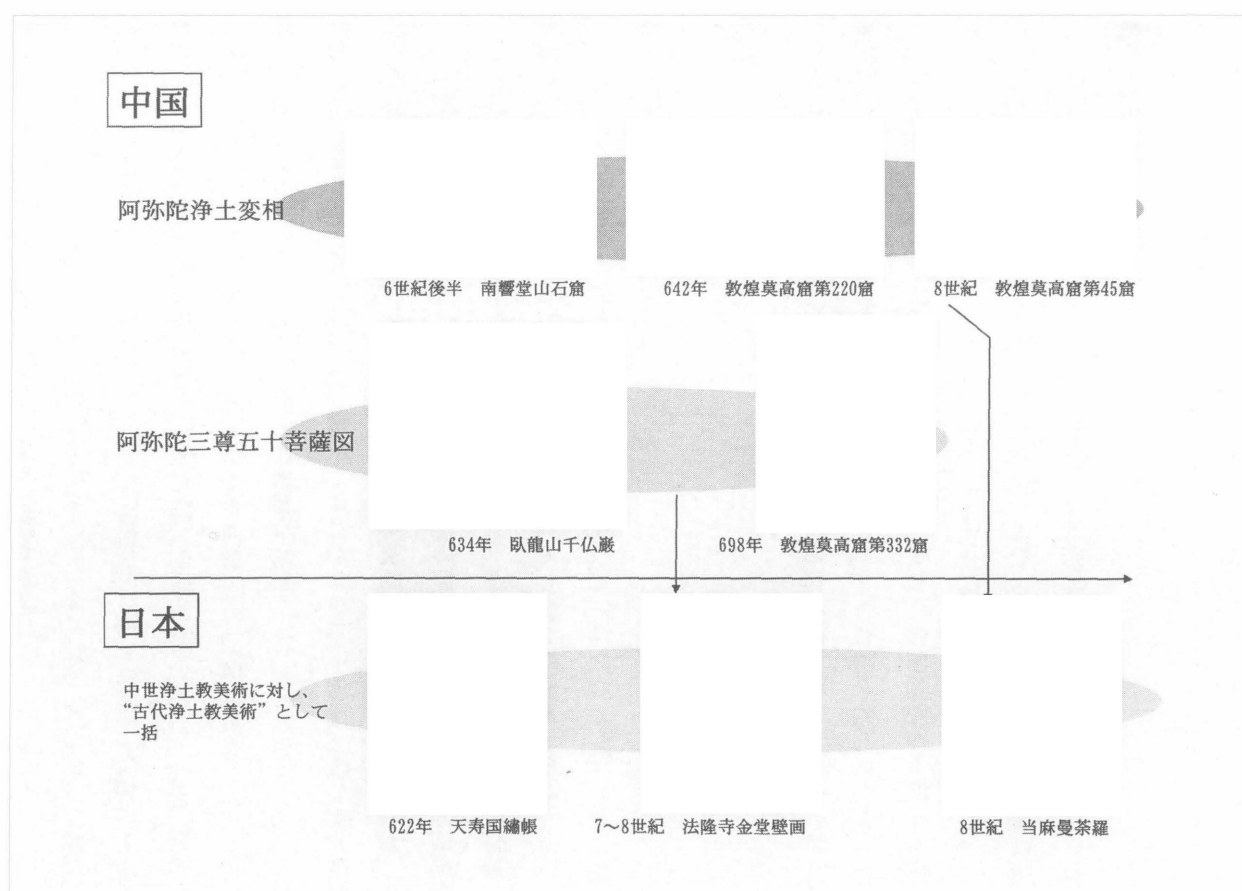 中国
阿弥陀浄土変相
6世紀後半　南響堂山石窟
642年　敦煌莫高窟第220窟
8世紀　敦煌莫高窟第45窟
阿弥陀三尊五十菩薩図
634年　臥龍山千仏巌
698年　敦煌莫高窟第332窟
日本
中世浄土教美術に対し、
“古代浄土教美術”として
一括
622年　天寿国繡帳
7〜8世紀　法隆寺金堂壁画
8世紀　当麻曼荼羅